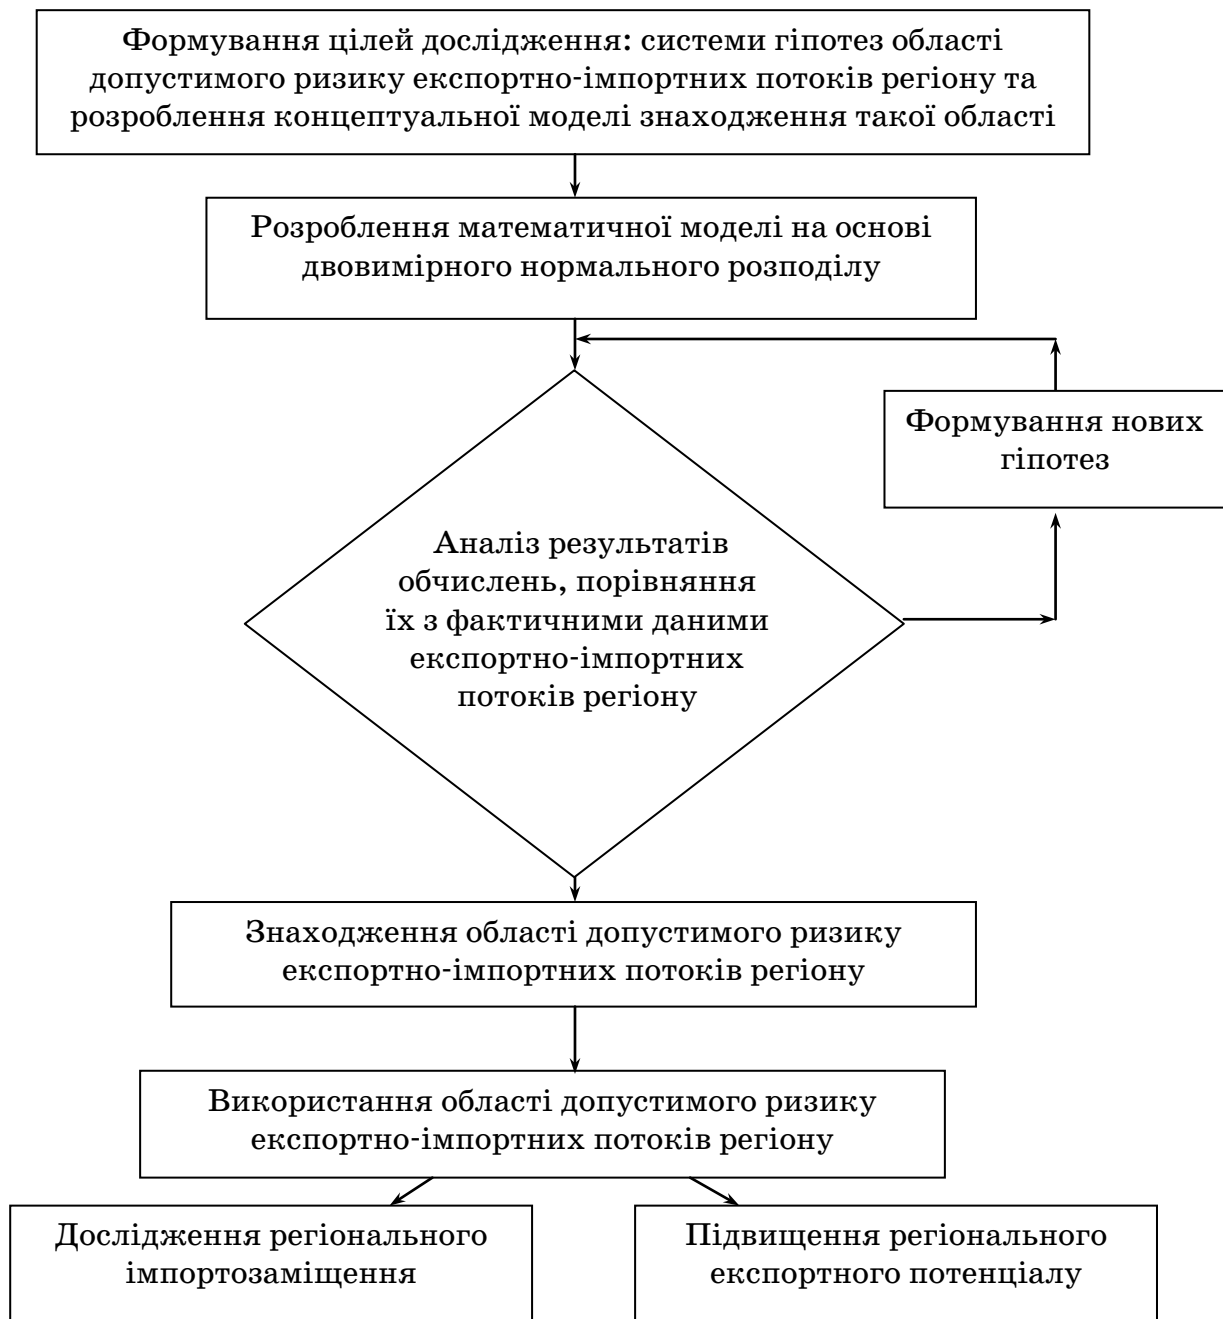 Формування цілей дослідження: системи гіпотез області
допустимого ризику експортно-імпортних потоків регіону та
розроблення концептуальної моделі знаходження такої області
Розроблення математичної моделі на основі
двовимірного нормального розподілу
Формування нових
гіпотез
Аналіз результатів
обчислень, порівняння
їх з фактичними даними
експортно-імпортних
потоків регіону
Знаходження області допустимого ризику
експортно-імпортних потоків регіону
Використання області допустимого ризику
експортно-імпортних потоків регіону
Дослідження регіонального
імпортозаміщення
Підвищення регіонального
експортного потенціалу